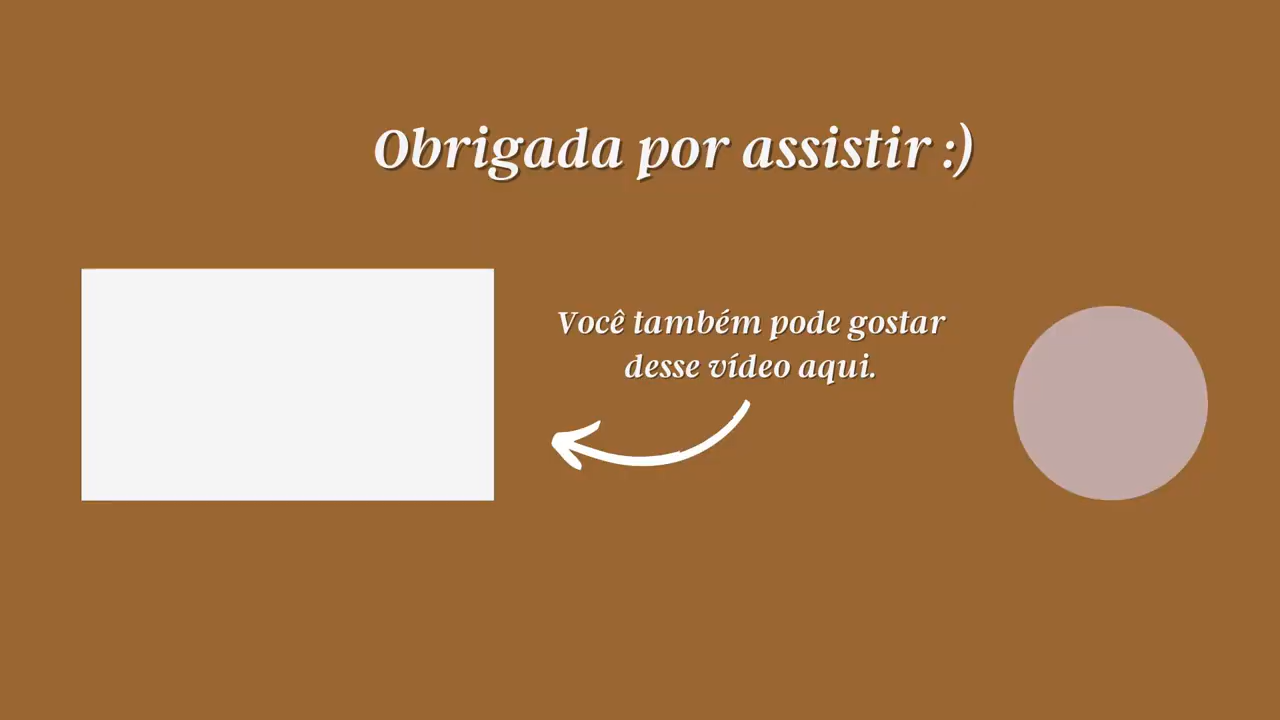 Obrigada por assistir :)
Você também pode gostar
desse vídeo aqui.